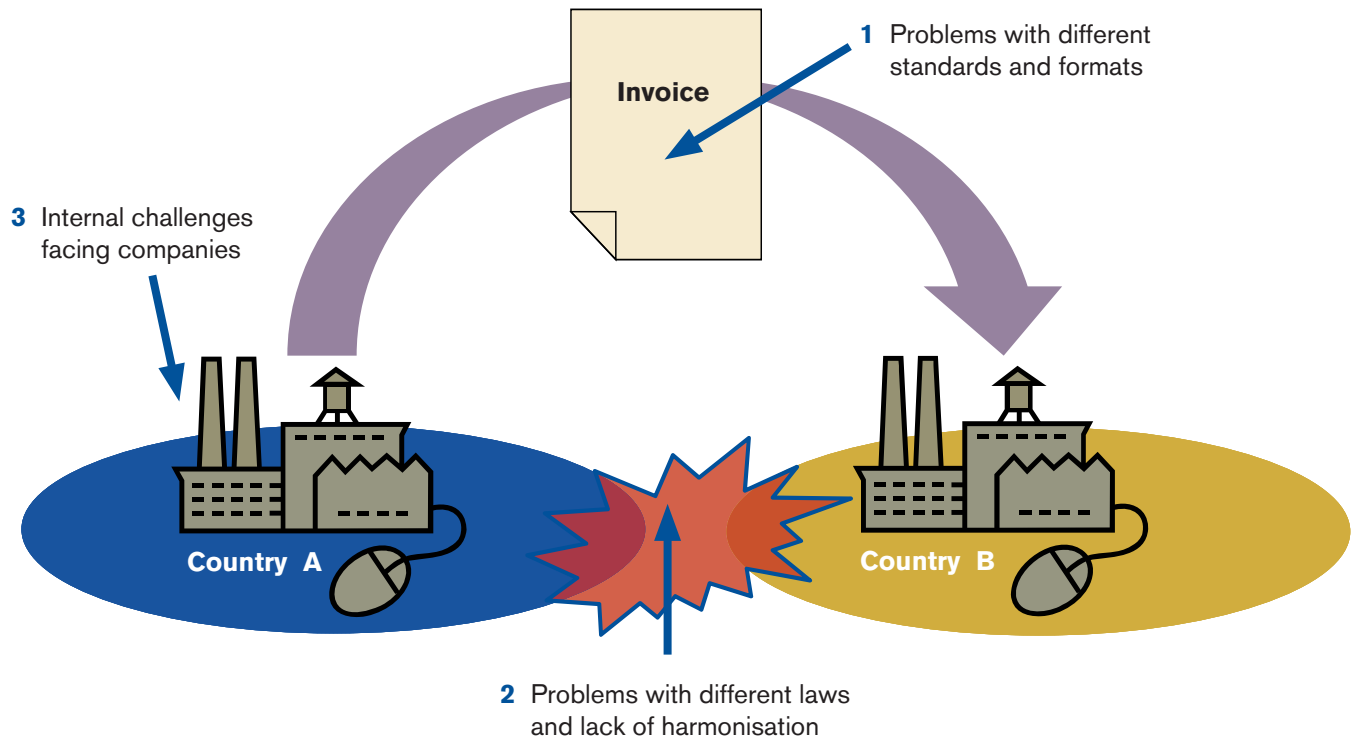 1 Problems with different
standards and formats
Invoice
3 Internal challenges
facing companies
Country A
Country B
2 Problems with different laws
and lack of harmonisation